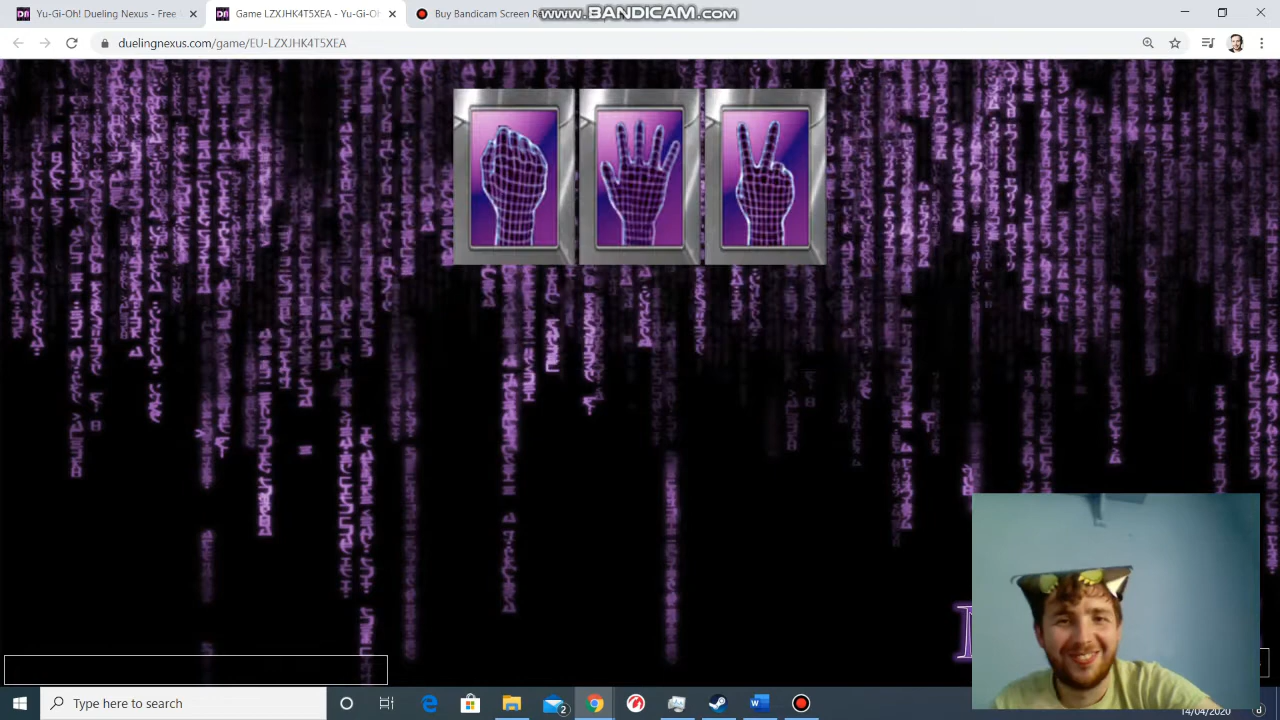 Yu-Gi-Oh! Dueling Nexus - Free
Game LZXJHK4T5XEA - Yu-Gi-Oh
Buy Bandicam Screen
www.BANDICAM.com
duelingnexus.com/game/EU-LZXJHK4T5XEA
Type here to search
2
14/04/2020